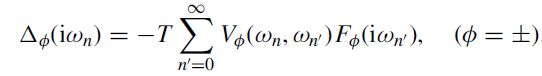 Δ_ϕ(iω_n) = −T ∑_{n′=0}^{∞} V_ϕ(ω_n, ω_{n′}) F_ϕ(iω_{n′}), (ϕ = ±)